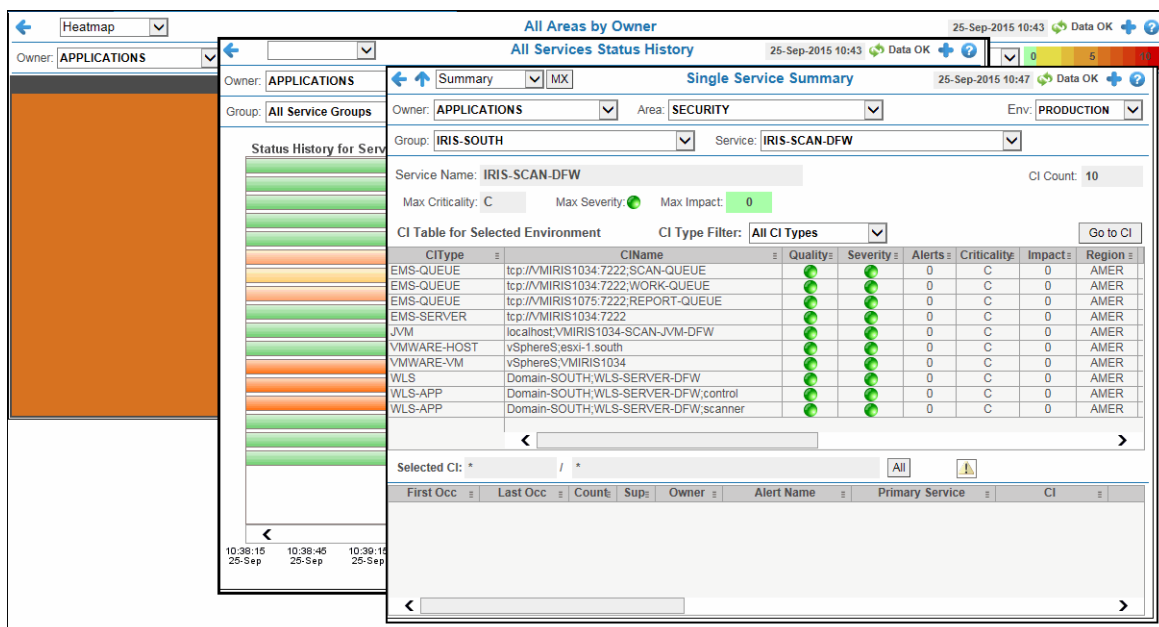 Heatmap All Areas by Owner 25-Sep-2015 10:43 Data OK
Owner: APPLICATIONS 0 5 10
All Services Status History 25-Sep-2015 10:43 Data OK
Owner: APPLICATIONS
Group: All Service Groups
Status History for Serv
10:38:15 10:38:45 10:39:15
25-Sep 25-Sep 25-Sep
Summary MX Single Service Summary 25-Sep-2015 10:47 Data OK
Owner: APPLICATIONS Area: SECURITY Env: PRODUCTION
Group: IRIS-SOUTH Service: IRIS-SCAN-DFW
Service Name: IRIS-SCAN-DFW CI Count: 10
Max Criticality: C Max Severity: Max Impact: 0
CI Table for Selected Environment CI Type Filter: All CI Types Go to CI
CIType CIName Quality Severity Alerts Criticality Impact Region
EMS-QUEUE tcp://VMIRIS1034:7222;SCAN-QUEUE 0 C 0 AMER
EMS-QUEUE tcp://VMIRIS1034:7222;WORK-QUEUE 0 C 0 AMER
EMS-QUEUE tcp://VMIRIS1075:7222;REPORT-QUEUE 0 C 0 AMER
EMS-SERVER tcp://VMIRIS1034:7222 0 C 0 AMER
JVM localhost;VMIRIS1034-SCAN-JVM-DFW 0 C 0 AMER
VMWARE-HOST vSphereS;esxi-1.south 0 C 0 AMER
VMWARE-VM vSphereS;VMIRIS1034 0 C 0 AMER
WLS Domain-SOUTH;WLS-SERVER-DFW 0 C 0 AMER
WLS-APP Domain-SOUTH;WLS-SERVER-DFW;control 0 C 0 AMER
WLS-APP Domain-SOUTH;WLS-SERVER-DFW;scanner 0 C 0 AMER
Selected CI: * / * All
First Occ Last Occ Count Sup Owner Alert Name Primary Service CI